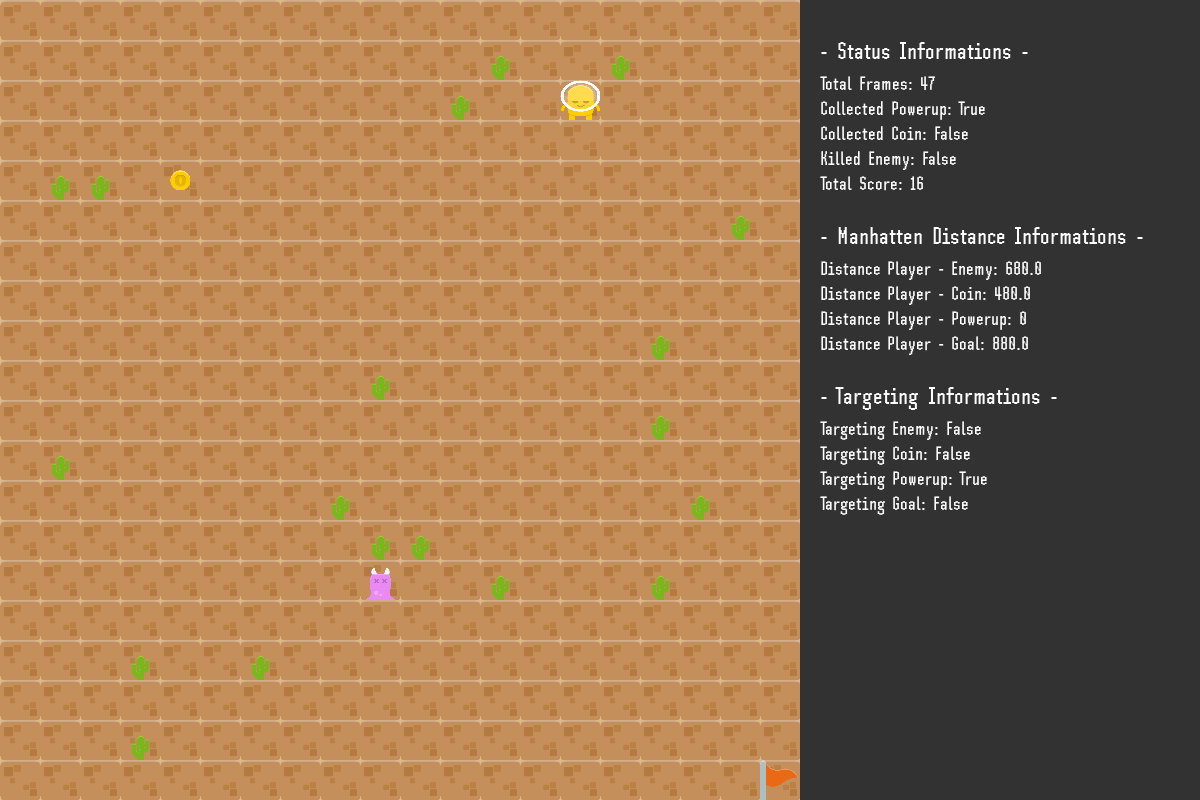 - Status Informations -
Total Frames: 47
Collected Powerup: True
Collected Coin: False
Killed Enemy: False
Total Score: 16
- Manhatten Distance Informations -
Distance Player - Enemy: 680.0
Distance Player - Coin: 480.0
Distance Player - Powerup: 0
Distance Player - Goal: 880.0
- Targeting Informations -
Targeting Enemy: False
Targeting Coin: False
Targeting Powerup: True
Targeting Goal: False